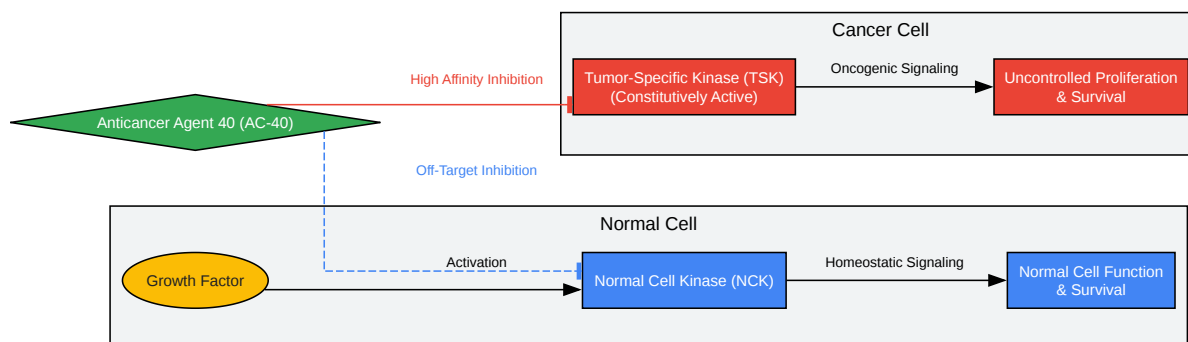 Cancer Cell
High Affinity Inhibition
Tumor-Specific Kinase (TSK)
(Constitutively Active)
Oncogenic Signaling
Uncontrolled Proliferation
& Survival
Anticancer Agent 40 (AC-40)
Off-Target Inhibition
Normal Cell
Growth Factor
Activation
Normal Cell Kinase (NCK)
Homeostatic Signaling
Normal Cell Function
& Survival